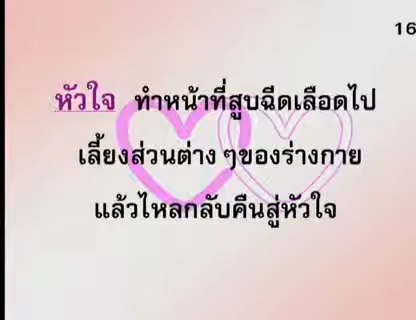 16
หัวใจ ทำหน้าที่สูบฉีดเลือดไป
เลี้ยงส่วนต่าง ๆของร่างกาย
แล้วไหลกลับคืนสู่หัวใจ